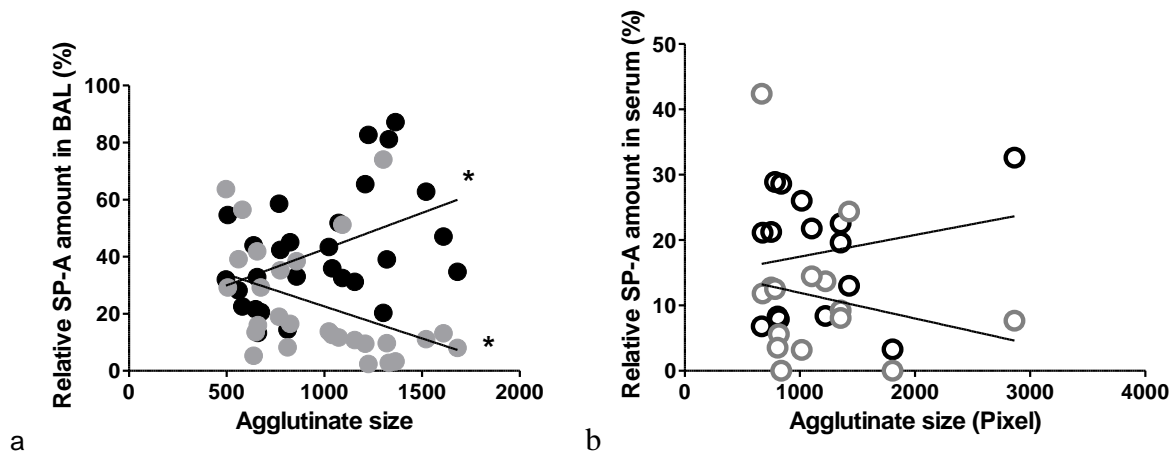 Relative SP-A amount in BAL (%)
100
80
60
40
20
0
0 500 1000 1500 2000
Agglutinate size
*
*
a
Relative SP-A amount in serum (%)
50
40
30
20
10
0
0 1000 2000 3000 4000
Agglutinate size (Pixel)
b